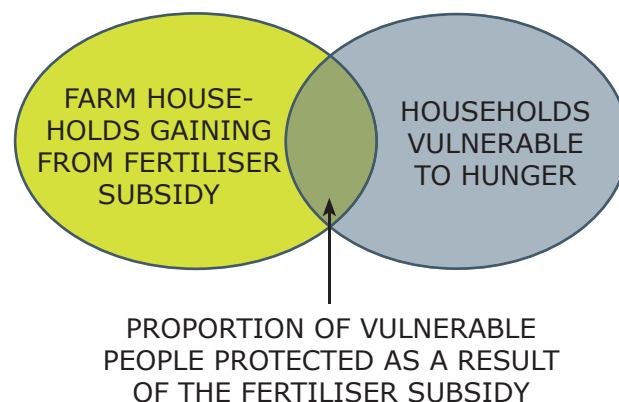 FARM HOUSE-
HOLDS GAINING
FROM FERTILISER
SUBSIDY
HOUSEHOLDS
VULNERABLE
TO HUNGER
PROPORTION OF VULNERABLE
PEOPLE PROTECTED AS A RESULT
OF THE FERTILISER SUBSIDY